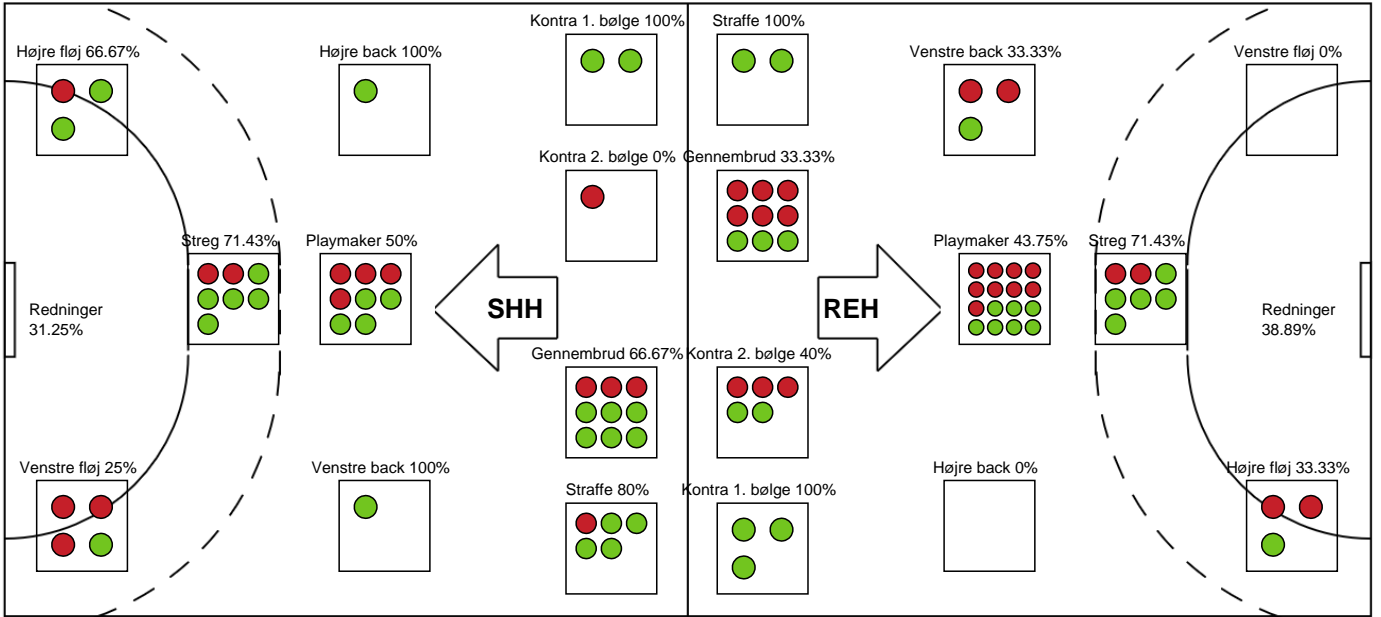 Kontra 1. bølge 100%
Straffe 100%
Højre fløj 66.67%
Højre back 100%
Venstre back 33.33%
Venstre fløj 0%
Kontra 2. bølge 0%
Gennembrud 33.33%
Streg 71.43%
Playmaker 50%
Playmaker 43.75%
Streg 71.43%
Redninger
31.25%
SHH
REH
Redninger
38.89%
Gennembrud 66.67%
Kontra 2. bølge 40%
Venstre fløj 25%
Venstre back 100%
Højre back 0%
Højre fløj 33.33%
Straffe 80%
Kontra 1. bølge 100%